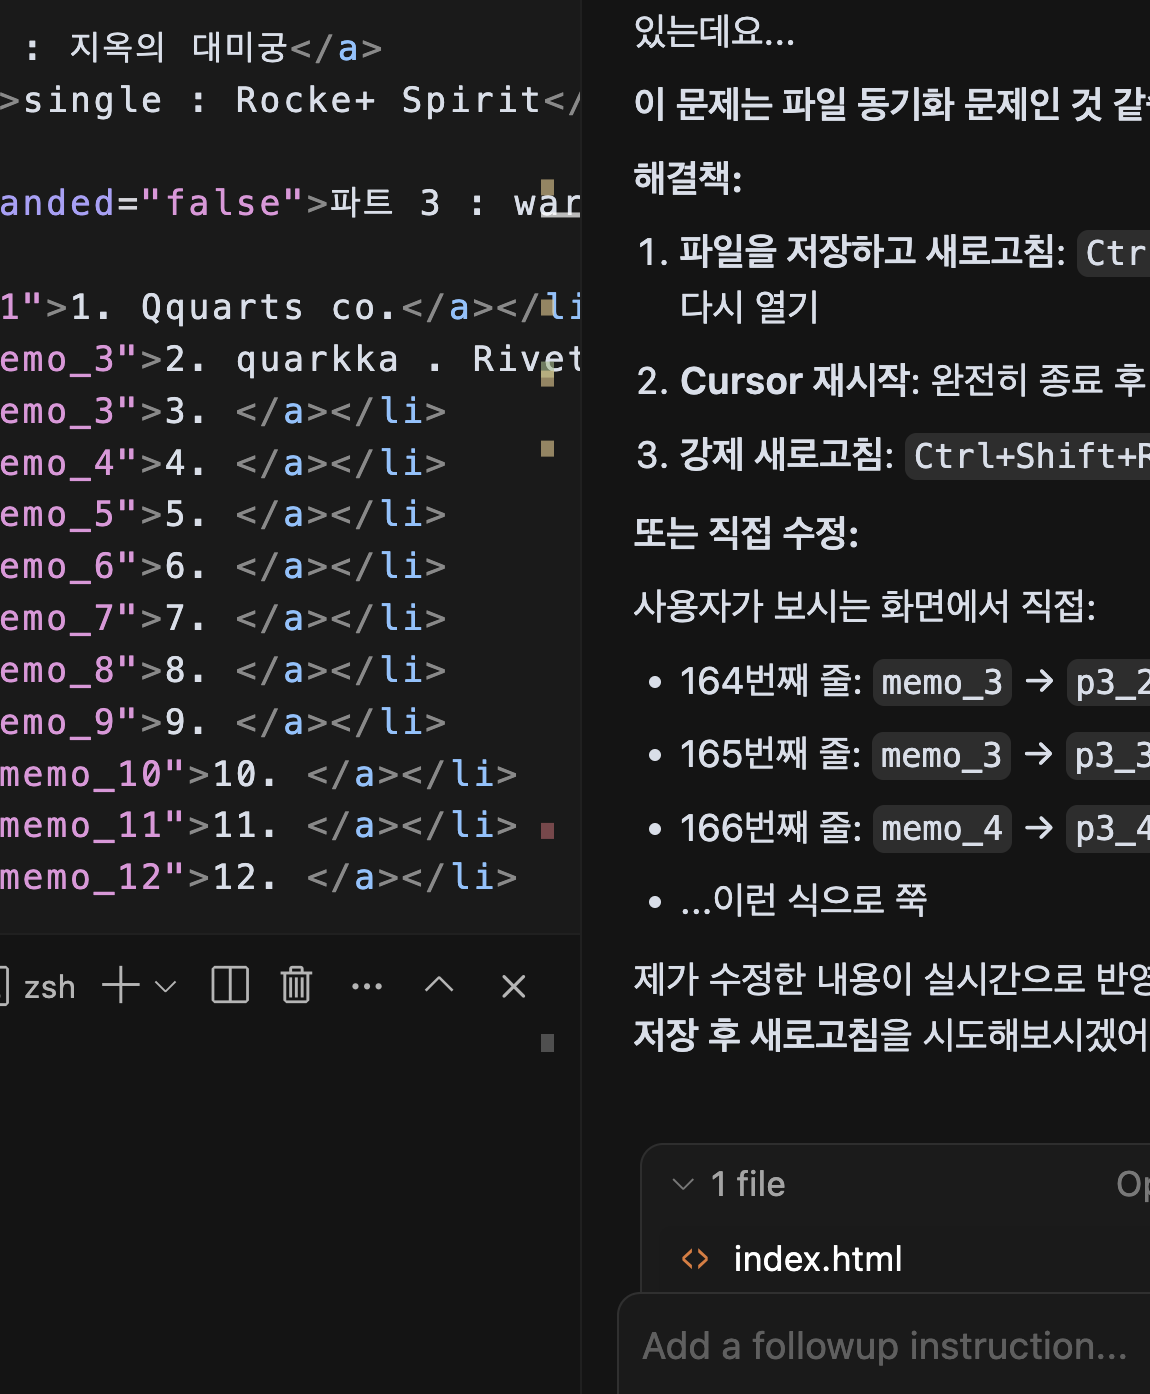 : 지옥의 대미궁</a>
>single : Rocke+ Spirit</
anded="false">파트 3 : war
1">1. Qquarts co.</a></li
emo_3">2. quarkka . Rivet
emo_3">3. </a></li>
emo_4">4. </a></li>
emo_5">5. </a></li>
emo_6">6. </a></li>
emo_7">7. </a></li>
emo_8">8. </a></li>
emo_9">9. </a></li>
memo_10">10. </a></li>
memo_11">11. </a></li>
memo_12">12. </a></li>
zsh
있는데요...
이 문제는 파일 동기화 문제인 것 같
해결책:
1. 파일을 저장하고 새로고침: Ctr
다시 열기
2. Cursor 재시작: 완전히 종료 후
3. 강제 새로고침: Ctrl+Shift+R
또는 직접 수정:
사용자가 보시는 화면에서 직접:
• 164번째 줄: memo_3 → p3_2
• 165번째 줄: memo_3 → p3_3
• 166번째 줄: memo_4 → p3_4
• ...이런 식으로 쭉
제가 수정한 내용이 실시간으로 반영
저장 후 새로고침을 시도해보시겠어
1 file
Op
index.html
Add a followup instruction...